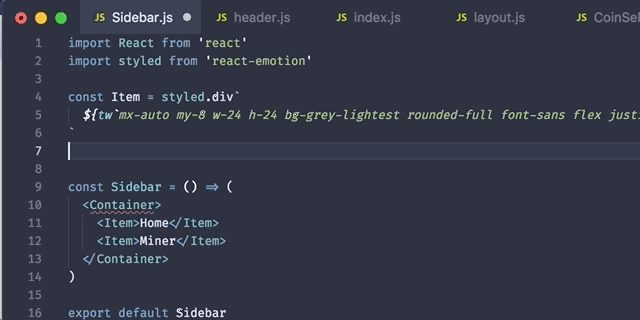 JS Sidebar.js JS header.js JS index.js JS layout.js JS
1 import React from 'react'
2 import styled from 'react-emotion'
3
4 const Item = styled.div`
5 ${tw`mx-auto my-8 w-24 h-24 bg-grey-lightest rounded-full font-sans flex
6 `
7
8
9 const Sidebar = () => (
10 <Container>
11 <Item>Home</Item>
12 <Item>Miner</Item>
13 </Container>
14 )
15
16 export default Sidebar